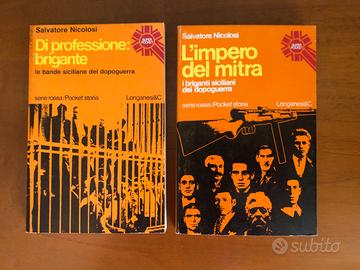 Salvatore Nicolosi
Di professione:
brigante
le bande siciliane del dopoguerra
serie rossa/Pocket storia
Longanesi&C
Salvatore Nicolosi
L'impero
del mitra
i briganti siciliani
del dopoguerra
serie rossa/Pocket storia
Longanesi&C
subito